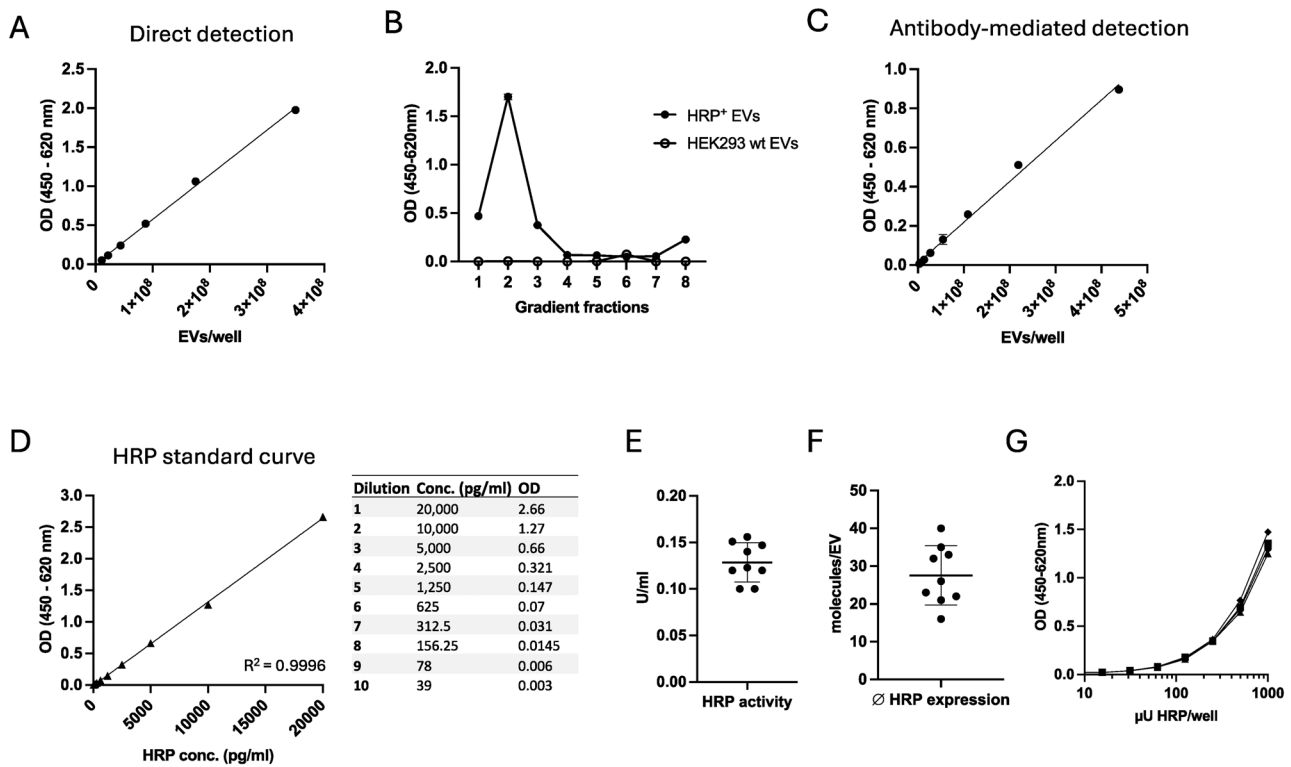 A
Direct detection
OD (450 - 620 nm)
2.5
2.0
1.5
1.0
0.5
0.0
0
1×10⁸
2×10⁸
3×10⁸
4×10⁸
EVs/well
B
OD (450-620nm)
2.0
1.5
1.0
0.5
0.0
1 2 3 4 5 6 7 8
Gradient fractions
HRP⁺ EVs
HEK293 wt EVs
C
Antibody-mediated detection
OD (450 - 620 nm)
1.0
0.8
0.6
0.4
0.2
0.0
0
1×10⁸
2×10⁸
3×10⁸
4×10⁸
5×10⁸
EVs/well
D
HRP standard curve
OD (450 - 620 nm)
3.0
2.5
2.0
1.5
1.0
0.5
0.0
R² = 0.9996
0
5000
10000
15000
20000
HRP conc. (pg/ml)
Dilution Conc. (pg/ml) OD
1 20,000 2.66
2 10,000 1.27
3 5,000 0.66
4 2,500 0.321
5 1,250 0.147
6 625 0.07
7 312.5 0.031
8 156.25 0.0145
9 78 0.006
10 39 0.003
E
U/ml
0.20
0.15
0.10
0.05
0.00
HRP activity
F
molecules/EV
50
40
30
20
10
0
∅ HRP expression
G
OD (450-620nm)
2.0
1.5
1.0
0.5
0.0
10 100 1000
µU HRP/well